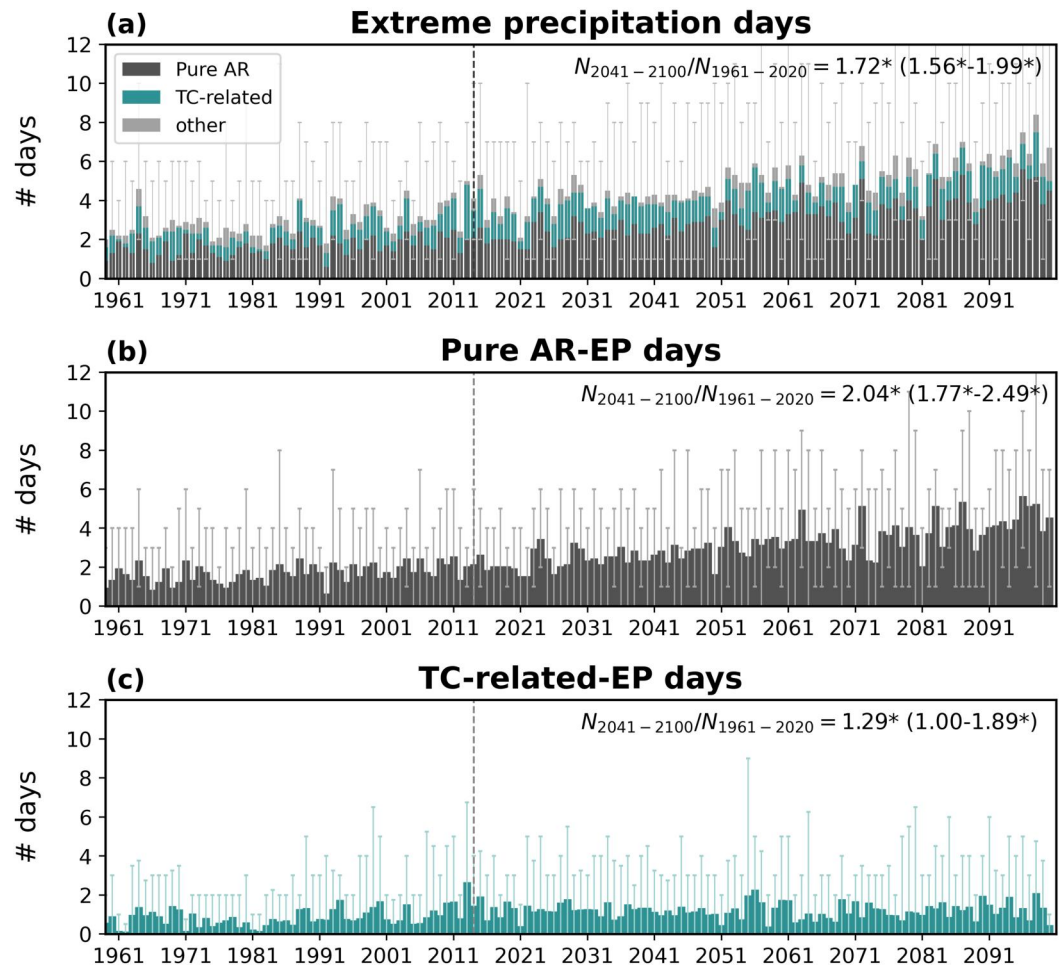 (a) Extreme precipitation days
12
10
8
6
4
2
0
# days
Pure AR
TC-related
other
N2041−2100/N1961−2020 = 1.72* (1.56*-1.99*)
1961 1971 1981 1991 2001 2011 2021 2031 2041 2051 2061 2071 2081 2091
(b) Pure AR-EP days
12
10
8
6
4
2
0
# days
N2041−2100/N1961−2020 = 2.04* (1.77*-2.49*)
1961 1971 1981 1991 2001 2011 2021 2031 2041 2051 2061 2071 2081 2091
(c) TC-related-EP days
12
10
8
6
4
2
0
# days
N2041−2100/N1961−2020 = 1.29* (1.00-1.89*)
1961 1971 1981 1991 2001 2011 2021 2031 2041 2051 2061 2071 2081 2091